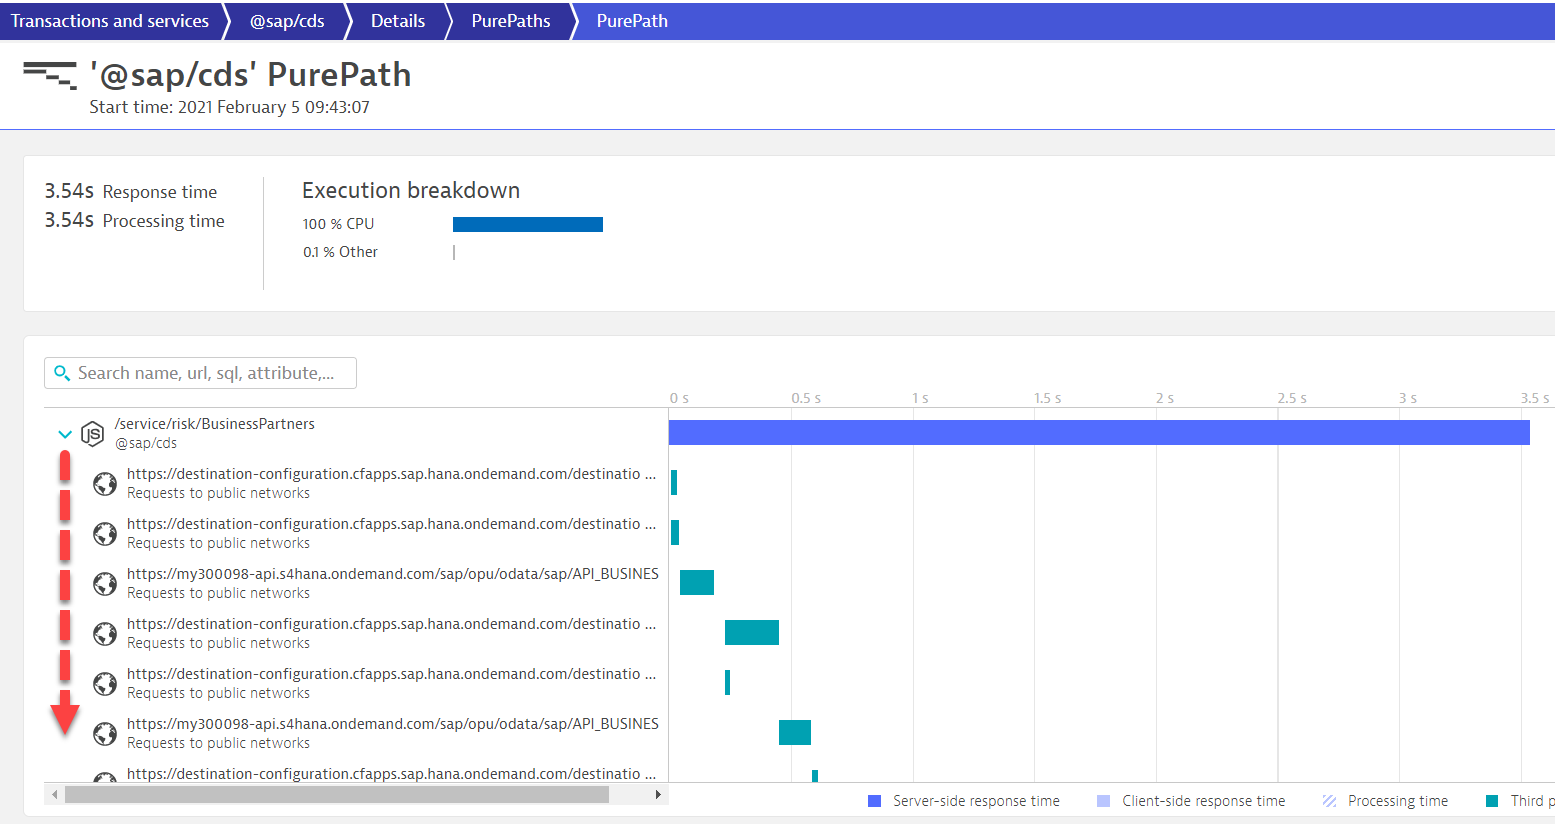 Transactions and services @sap/cds Details PurePaths PurePath
'@sap/cds' PurePath
Start time: 2021 February 5 09:43:07
3.54s Response time
3.54s Processing time
Execution breakdown
100 % CPU
0.1 % Other
Search name, url, sql, attribute,...
0 s 0.5 s 1 s 1.5 s 2 s 2.5 s 3 s 3.5 s
/service/risk/BusinessPartners
JS
@sap/cds
https://destination-configuration.cfapps.sap.hana.ondemand.com/destinatio ...
Requests to public networks
https://destination-configuration.cfapps.sap.hana.ondemand.com/destinatio ...
Requests to public networks
https://my300098-api.s4hana.ondemand.com/sap/opu/odata/sap/API_BUSINES
Requests to public networks
https://destination-configuration.cfapps.sap.hana.ondemand.com/destinatio ...
Requests to public networks
https://destination-configuration.cfapps.sap.hana.ondemand.com/destinatio ...
Requests to public networks
https://my300098-api.s4hana.ondemand.com/sap/opu/odata/sap/API_BUSINES
Requests to public networks
https://destination-configuration.cfapps.sap.hana.ondemand.com/destinatio ...
Server-side response time Client-side response time Processing time Third p